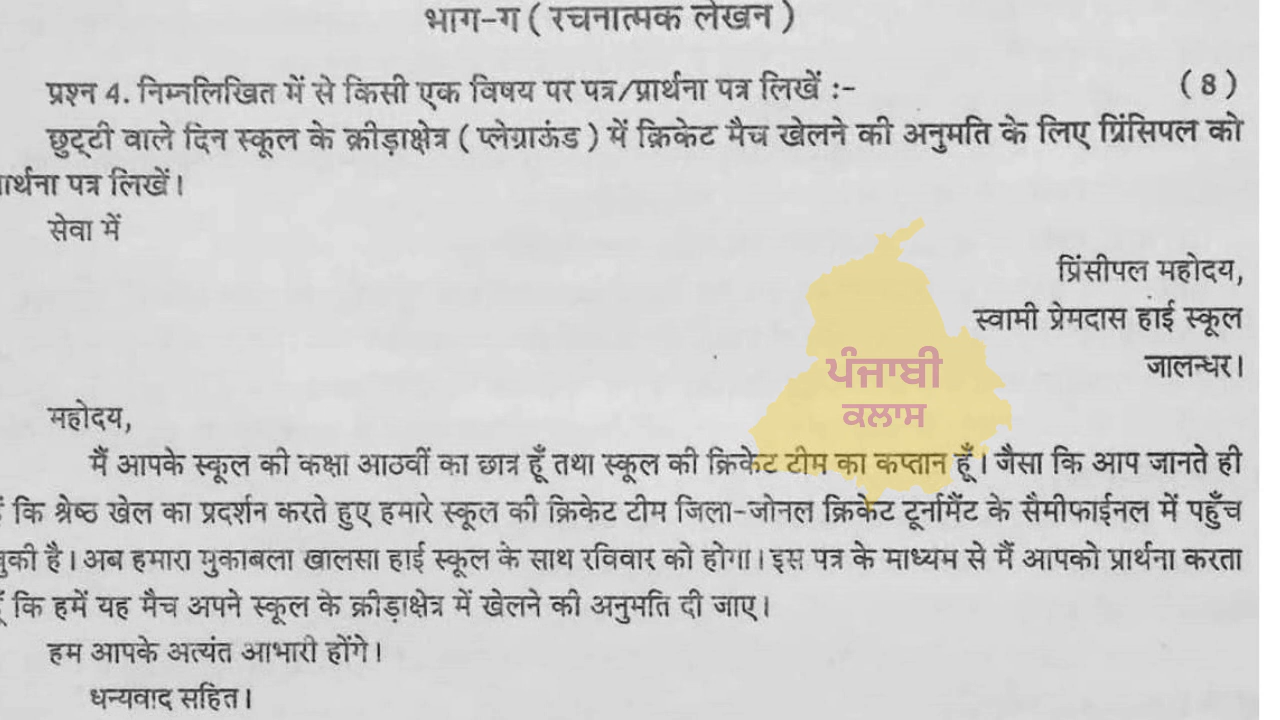 भाग-ग ( रचनात्मक लेखन )
प्रश्न 4. निम्नलिखित में से किसी एक विषय पर पत्र/प्रार्थना पत्र लिखें :- ( 8 )
छुट्टी वाले दिन स्कूल के क्रीड़ाक्षेत्र ( प्लेग्राऊंड ) में क्रिकेट मैच खेलने की अनुमति के लिए प्रिंसिपल को
पत्र लिखें।
सेवा में
प्रिंसीपल महोदय,
स्वामी प्रेमदास हाई स्कूल
जालन्धर।
ਪੰਜਾਬੀ
ਕਲਾਸ
महोदय,
मैं आपके स्कूल की कक्षा आठवीं का छात्र हूँ तथा स्कूल की क्रिकेट टीम का कप्तान हूँ। जैसा कि आप जानते ही
कि श्रेष्ठ खेल का प्रदर्शन करते हुए हमारे स्कूल की क्रिकेट टीम जिला-जोनल क्रिकेट टूर्नामैंट के सैमीफाईनल में पहुँच
है। अब हमारा मुकाबला खालसा हाई स्कूल के साथ रविवार को होगा। इस पत्र के माध्यम से मैं आपको प्रार्थना करता
कि हमें यह मैच अपने स्कूल के क्रीड़ाक्षेत्र में खेलने की अनुमति दी जाए।
हम आपके अत्यंत आभारी होंगे।
धन्यवाद सहित।